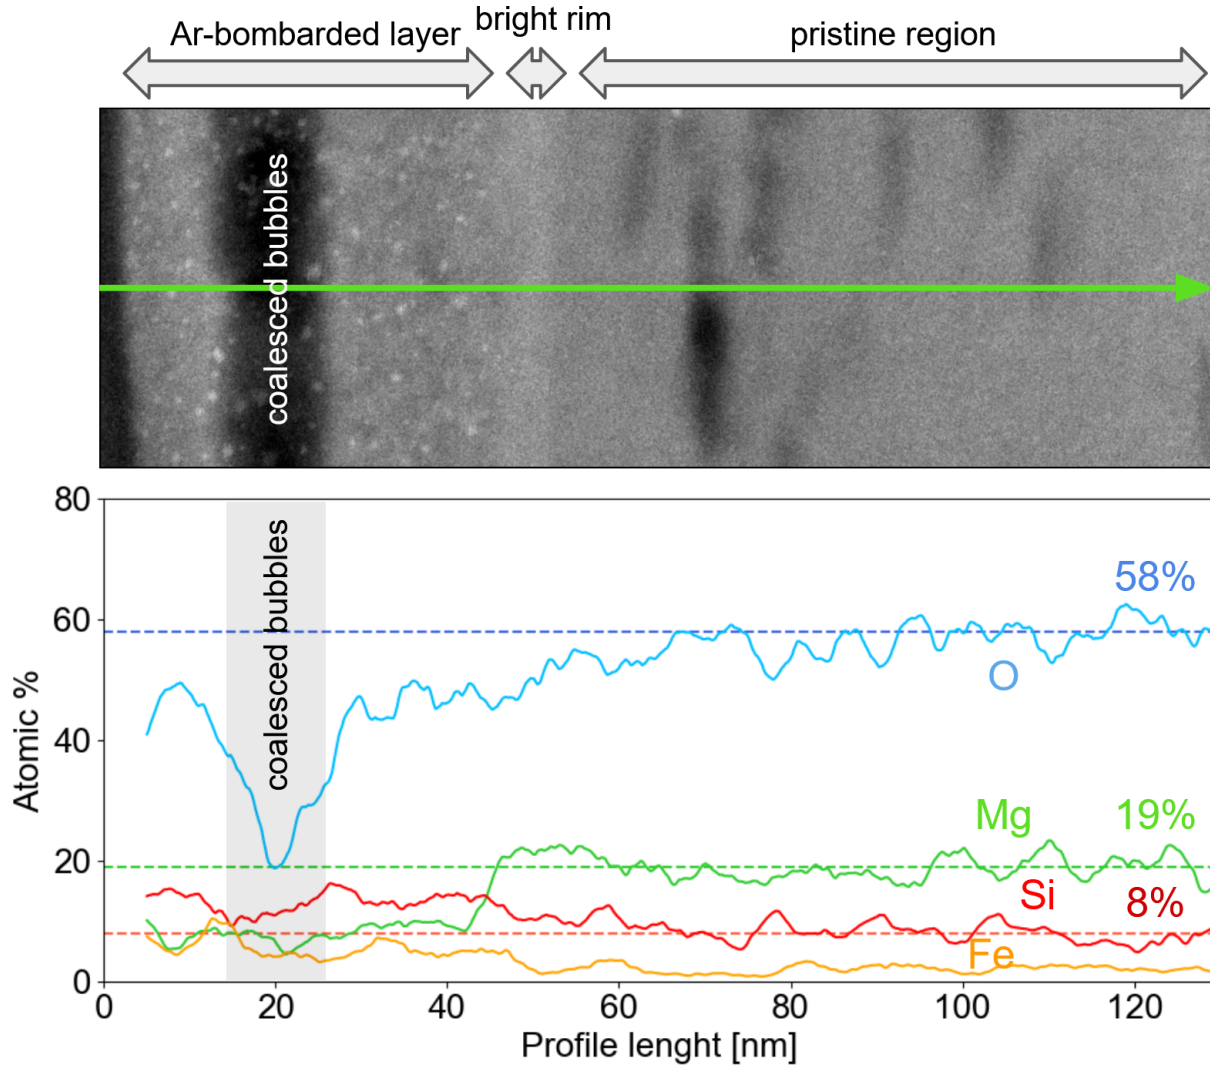 bright rim
Ar-bombarded layer
pristine region
coalesced bubbles
80
60
40
20
0
Atomic %
coalesced bubbles
58%
O
Mg
19%
Si
8%
Fe
0
20
40
60
80
100
120
Profile lenght [nm]